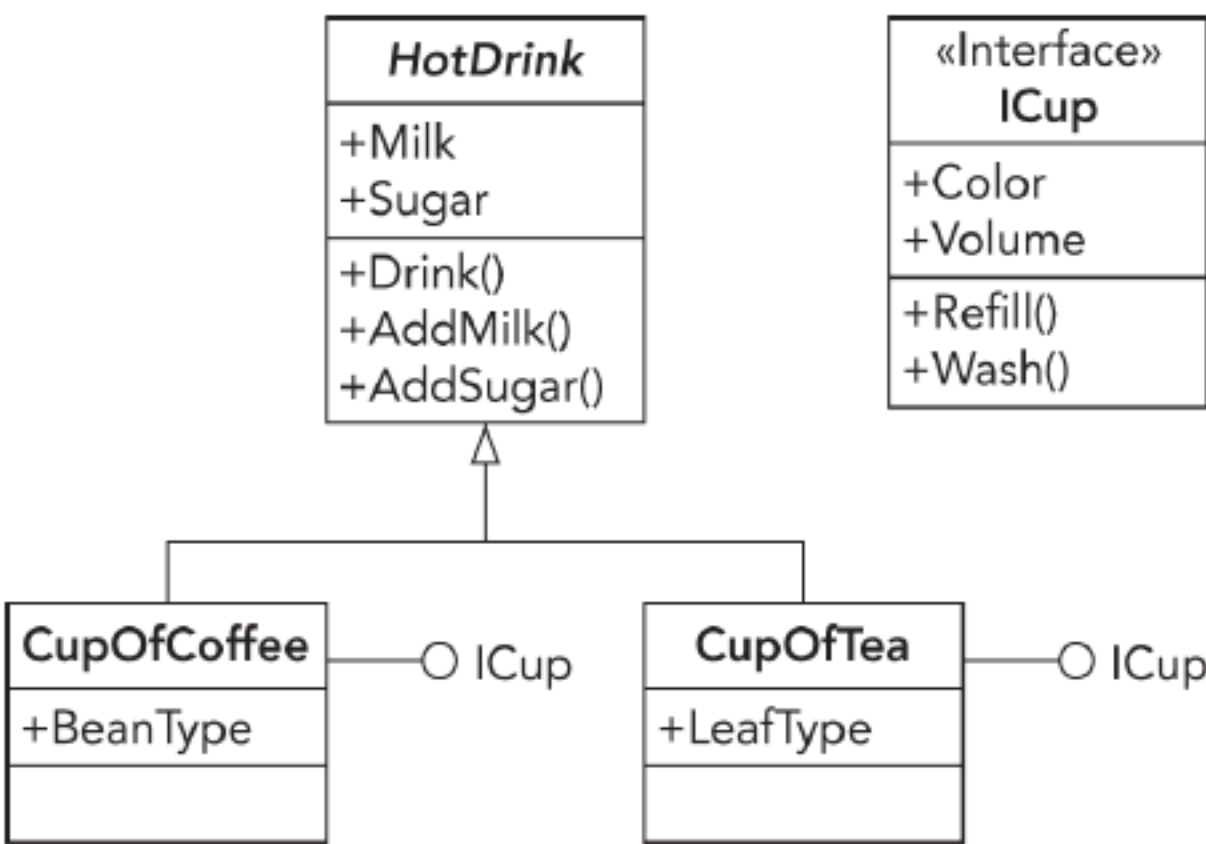 HotDrink
+Milk
+Sugar
+Drink()
+AddMilk()
+AddSugar()
«Interface»
ICup
+Color
+Volume
+Refill()
+Wash()
CupOfCoffee
+BeanType
ICup
CupOfTea
+LeafType
ICup